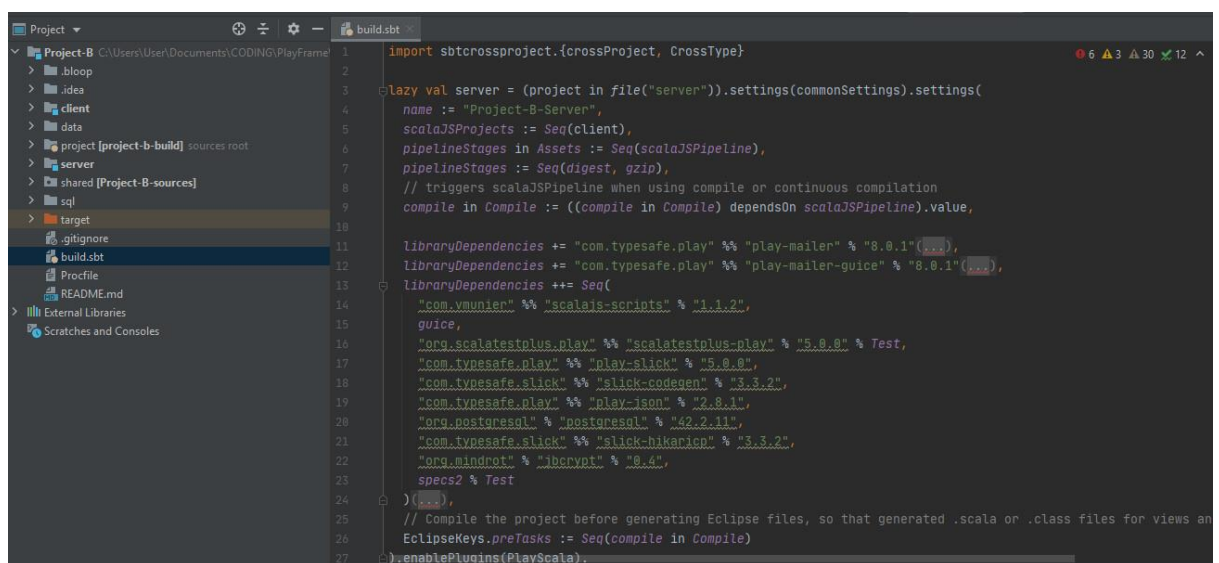 Project
build.sbt
Project-B C:\Users\User\Documents\CODING\PlayFrame
.bloop
.idea
client
data
project [project-b-build] sources root
server
shared [Project-B-sources]
sql
target
.gitignore
build.sbt
Procfile
README.md
External Libraries
Scratches and Consoles
6 3 30 12
1 import sbtcrossproject.{crossProject, CrossType}
2
3 lazy val server = (project in file("server")).settings(commonSettings).settings(
4 name := "Project-B-Server",
5 scalaJSProjects := Seq(client),
6 pipelineStages in Assets := Seq(scalaJSPipeline),
7 pipelineStages := Seq(digest, gzip),
8 // triggers scalaJSPipeline when using compile or continuous compilation
9 compile in Compile := ((compile in Compile) dependsOn scalaJSPipeline).value,
10
11 libraryDependencies += "com.typesafe.play" %% "play-mailer" % "8.0.1"(...),
12 libraryDependencies += "com.typesafe.play" %% "play-mailer-guice" % "8.0.1"(...),
13 libraryDependencies ++= Seq(
14 "com.vmunier" %% "scalajs-scripts" % "1.1.2",
15 guice,
16 "org.scalatestplus.play" %% "scalatestplus-play" % "5.0.0" % Test,
17 "com.typesafe.play" %% "play-slick" % "5.0.0",
18 "com.typesafe.slick" %% "slick-codegen" % "3.3.2",
19 "com.typesafe.play" %% "play-json" % "2.8.1",
20 "org.postgresql" % "postgresql" % "42.2.11",
21 "com.typesafe.slick" %% "slick-hikaricp" % "3.3.2",
22 "org.mindrot" % "jbcrypt" % "0.4",
23 specs2 % Test
24 )(...),
25 // Compile the project before generating Eclipse files, so that generated .scala or .class files for views an
26 EclipseKeys.preTasks := Seq(compile in Compile)
27 ).enablePlugins(PlayScala).